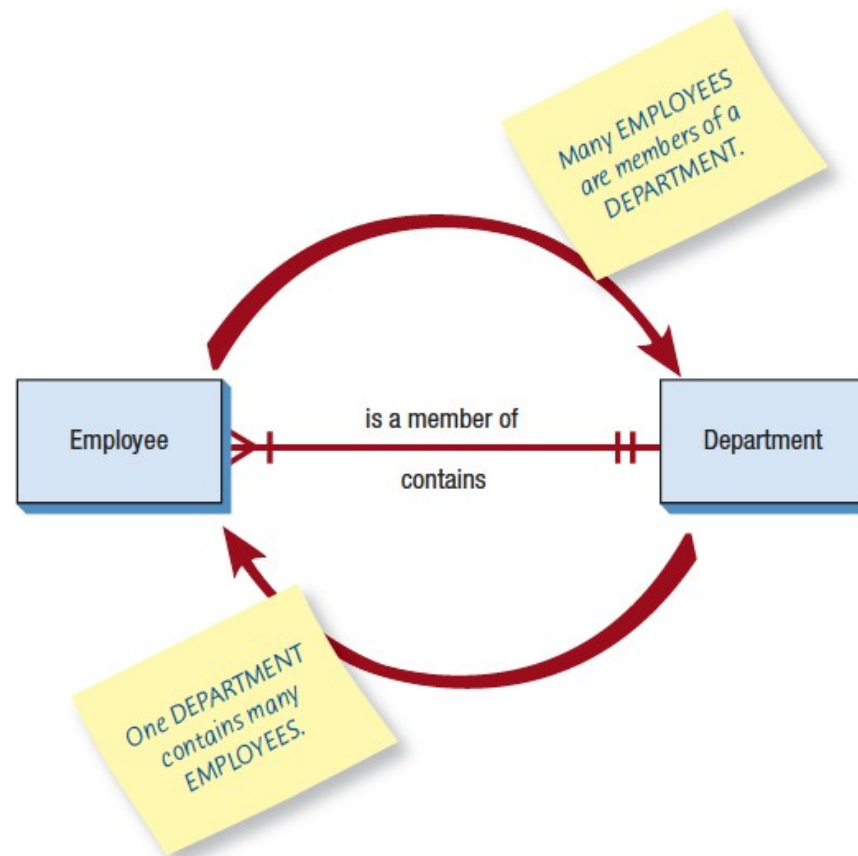 Many EMPLOYEES
are members of a
DEPARTMENT.
Employee
is a member of
contains
Department
One DEPARTMENT
contains many
EMPLOYEES.